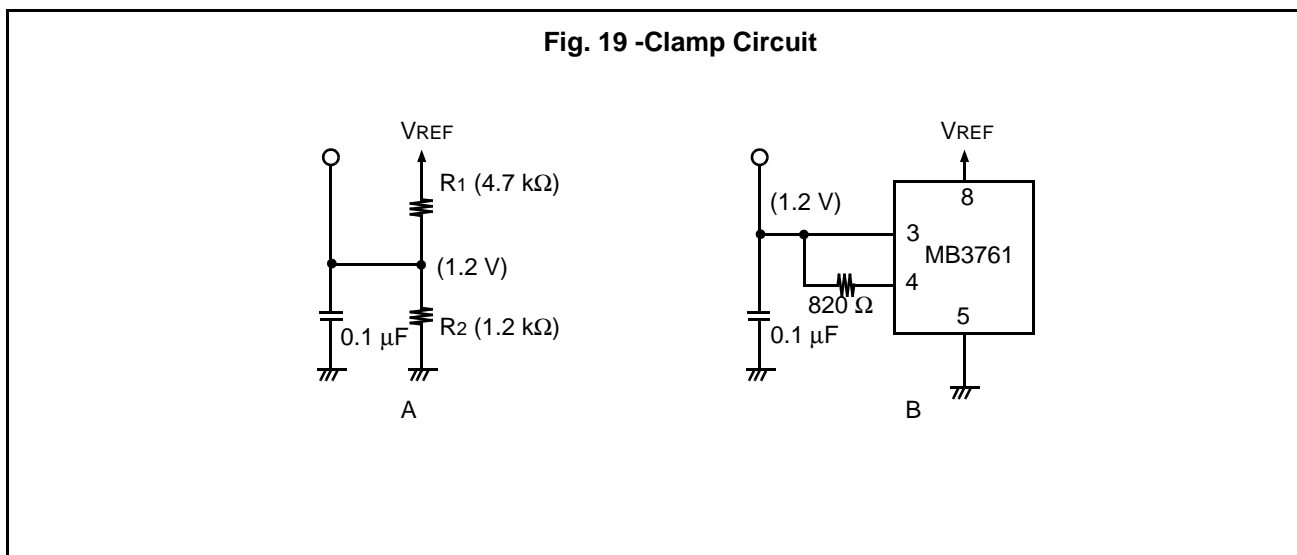 Fig. 19 -Clamp Circuit
VREF
R1 (4.7 kΩ)
(1.2 V)
R2 (1.2 kΩ)
0.1 μF
A
VREF
8
(1.2 V)
3
MB3761
4
820 Ω
5
0.1 μF
B